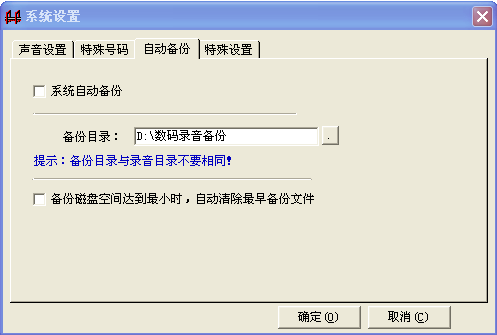 系统设置
声音设置 特殊号码 自动备份 特殊设置
系统自动备份
备份目录： D:\数码录音备份 .
提示：备份目录与录音目录不要相同!
备份磁盘空间达到最小时，自动清除最早备份文件
确定(O) 取消(C)